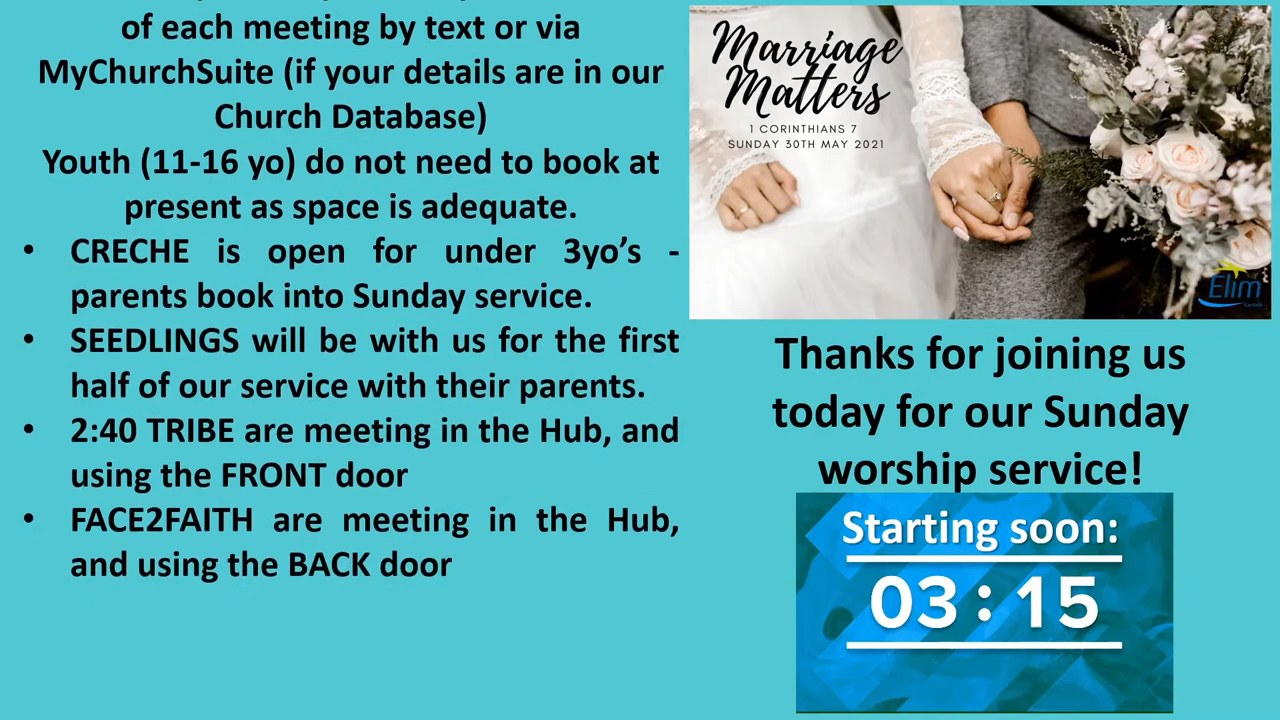 of each meeting by text or via
MyChurchSuite (if your details are in our
Church Database)
Youth (11-16 yo) do not need to book at
present as space is adequate.
• CRECHE is open for under 3yo’s -
parents book into Sunday service.
• SEEDLINGS will be with us for the first
half of our service with their parents.
• 2:40 TRIBE are meeting in the Hub, and
using the FRONT door
• FACE2FAITH are meeting in the Hub,
and using the BACK door
Marriage
Matters
1 CORINTHIANS 7
SUNDAY 30TH MAY 2021
Elim
Thanks for joining us
today for our Sunday
worship service!
Starting soon:
03:15